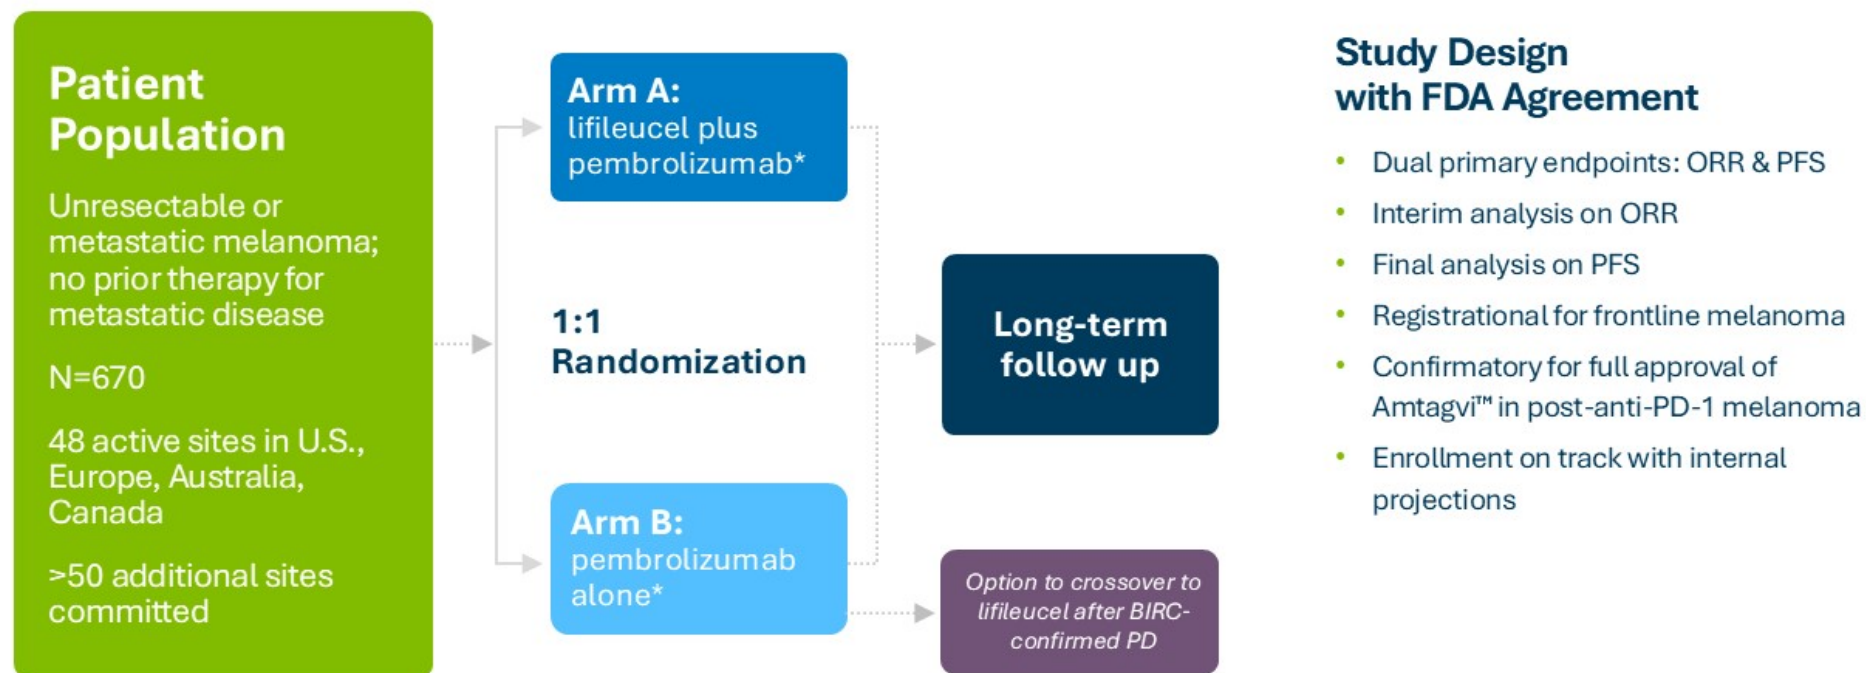 Patient
Population
Unresectable or
metastatic melanoma;
no prior therapy for
metastatic disease
N=670
48 active sites in U.S.,
Europe, Australia,
Canada
>50 additional sites
committed
Arm A:
lifileucel plus
pembrolizumab*
1:1
Randomization
Arm B:
pembrolizumab
alone*
Long-term
follow up
Option to crossover to
lifileucel after BIRC-
confirmed PD
Study Design
with FDA Agreement
• Dual primary endpoints: ORR & PFS
• Interim analysis on ORR
• Final analysis on PFS
• Registrational for frontline melanoma
• Confirmatory for full approval of
Amtagvi™ in post-anti-PD-1 melanoma
• Enrollment on track with internal
projections